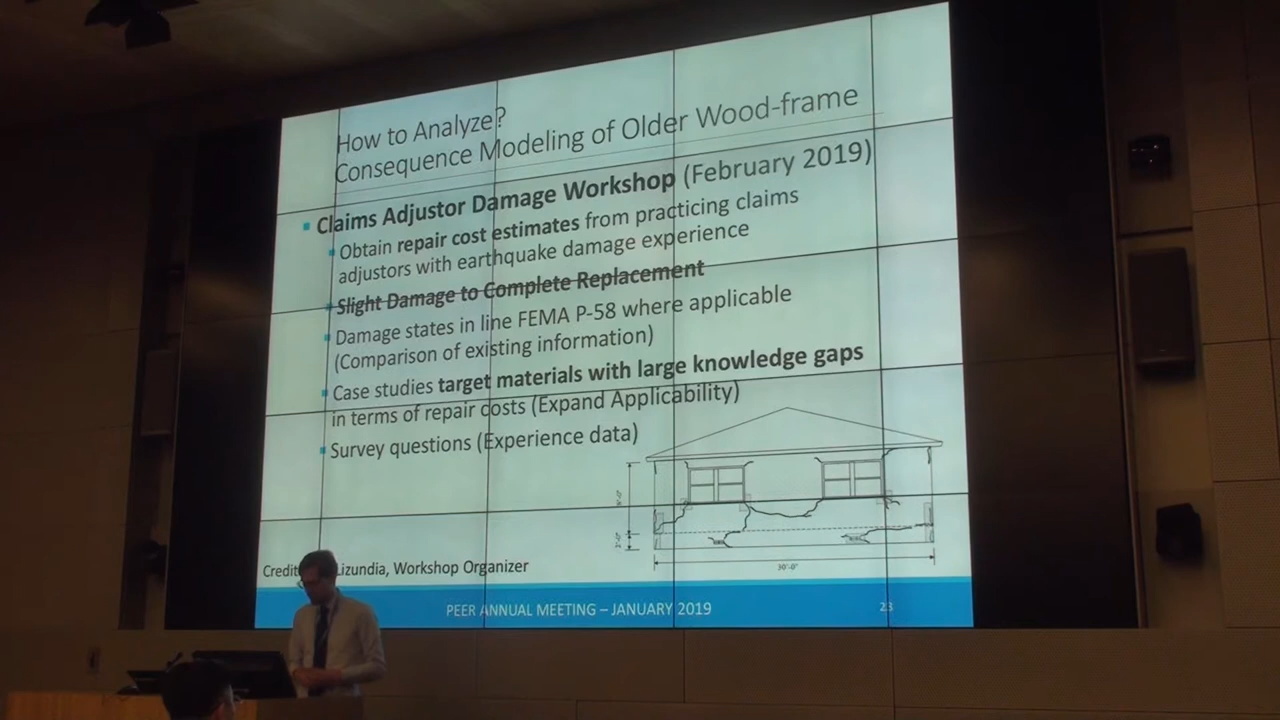 How to Analyze?
Consequence Modeling of Older Wood-frame
Claims Adjustor Damage Workshop (February 2019)
Obtain repair cost estimates from practicing claims
adjustors with earthquake damage experience
Slight Damage to Complete Replacement
Damage states in line FEMA P-58 where applicable
(Comparison of existing information)
Case studies target materials with large knowledge gaps
in terms of repair costs (Expand Applicability)
Survey questions (Experience data)
30'-0"
Credit Lizundia, Workshop Organizer
PEER ANNUAL MEETING – JANUARY 2019
23